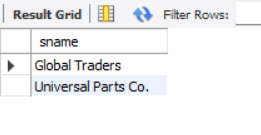 Result Grid Filter Rows:
sname
Global Traders
Universal Parts Co.